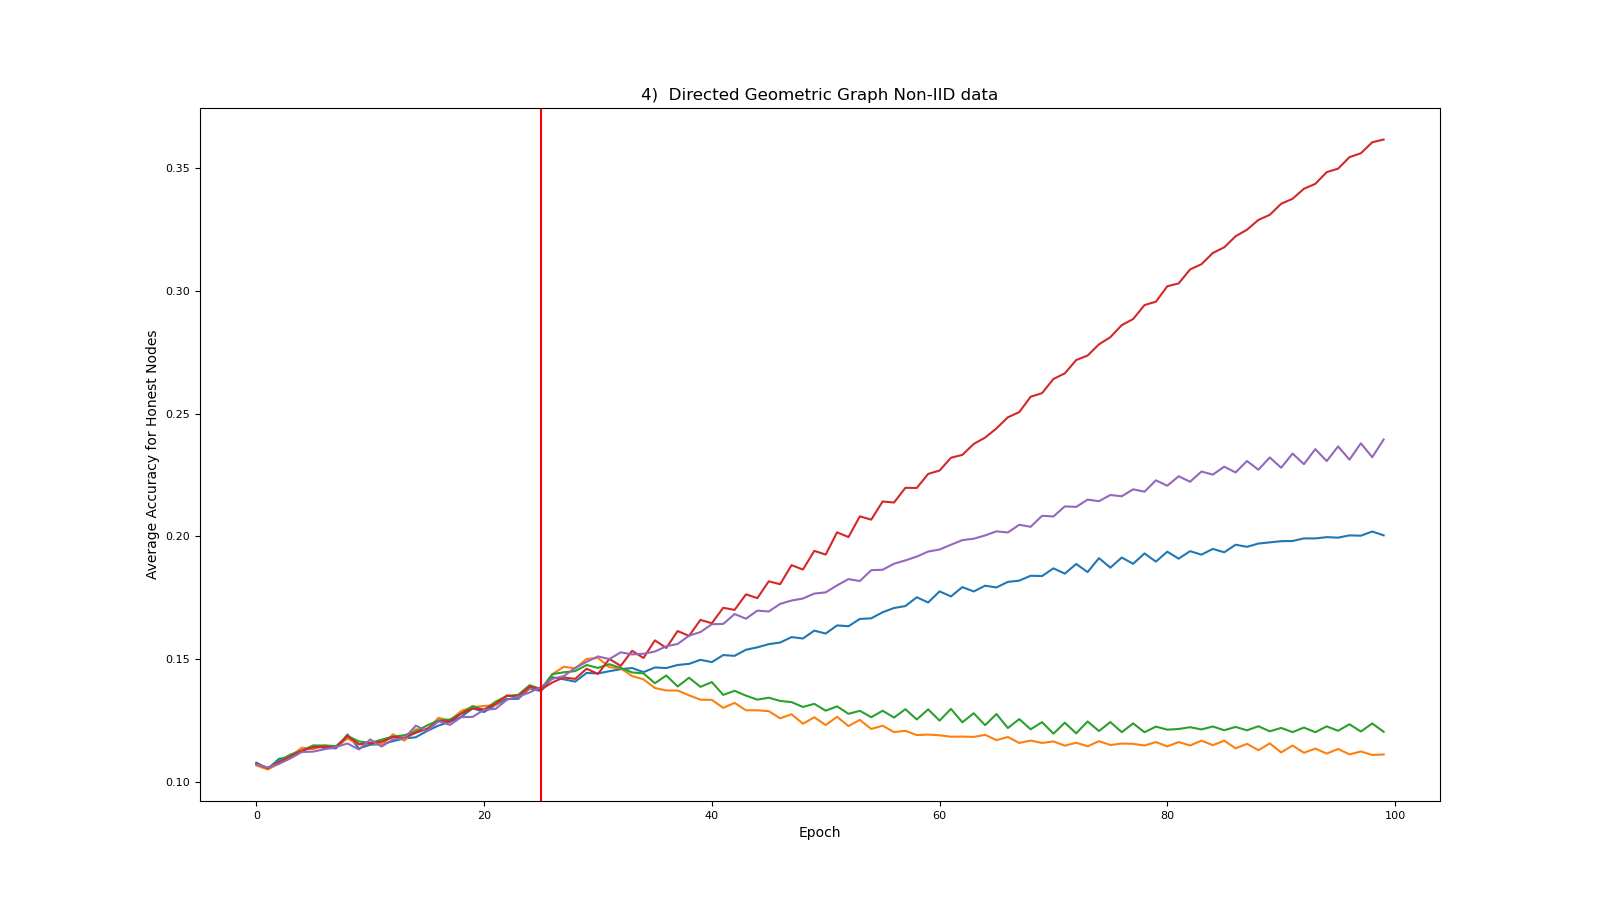 4)  Directed Geometric Graph Non-IID data
Average Accuracy for Honest Nodes
0.35
0.30
0.25
0.20
0.15
0.10
0 20 40 60 80 100
Epoch